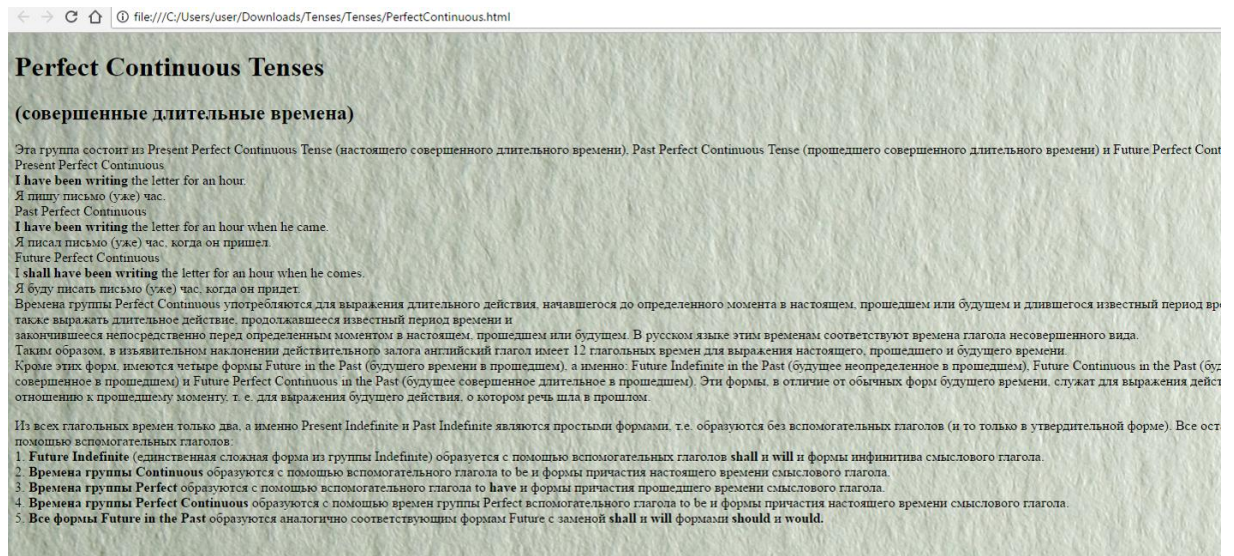 file:///C:/Users/user/Downloads/Tenses/Tenses/PerfectContinuous.html
Perfect Continuous Tenses
(совершенные длительные времена)
Эта группа состоит из Present Perfect Continuous Tense (настоящего совершенного длительного времени), Past Perfect Continuous Tense (прошедшего совершенного длительного времени) и Future Perfect Cont
Present Perfect Continuous
I have been writing the letter for an hour.
Я пишу письмо (уже) час.
Past Perfect Continuous
I have been writing the letter for an hour when he came.
Я писал письмо (уже) час, когда он пришел.
Future Perfect Continuous
I shall have been writing the letter for an hour when he comes.
Я буду писать письмо (уже) час, когда он придет.
Времена группы Perfect Continuous употребляются для выражения длительного действия, начавшегося до определенного момента в настоящем, прошедшем или будущем и длившегося известный период вре
также выражать длительное действие, продолжавшееся известный период времени и
закончившееся непосредственно перед определенным моментом в настоящем, прошедшем или будущем. В русском языке этим временам соответствуют времена глагола несовершенного вида.
Таким образом, в изъявительном наклонении действительного залога английский глагол имеет 12 глагольных времен для выражения настоящего, прошедшего и будущего времени.
Кроме этих форм, имеются четыре формы Future in the Past (будущего времени в прошедшем), а именно: Future Indefinite in the Past (будущее неопределенное в прошедшем), Future Continuous in the Past (буд
совершенное в прошедшем) и Future Perfect Continuous in the Past (будущее совершенное длительное в прошедшем). Эти формы, в отличие от обычных форм будущего времени, служат для выражения дейст
отношению к прошедшему моменту, т. е. для выражения будущего действия, о котором речь шла в прошлом.
Из всех глагольных времен только два, а именно Present Indefinite и Past Indefinite являются простыми формами, т.е. образуются без вспомогательных глаголов (и то только в утвердительной форме). Все ост
помощью вспомогательных глаголов:
1. Future Indefinite (единственная сложная форма из группы Indefinite) образуется с помощью вспомогательных глаголов shall и will и формы инфинитива смыслового глагола.
2. Времена группы Continuous образуются с помощью вспомогательного глагола to be и формы причастия настоящего времени смыслового глагола.
3. Времена группы Perfect образуются с помощью вспомогательного глагола to have и формы причастия прошедшего времени смыслового глагола.
4. Времена группы Perfect Continuous образуются с помощью времен группы Perfect вспомогательного глагола to be и формы причастия настоящего времени смыслового глагола.
5. Все формы Future in the Past образуются аналогично соответствующим формам Future с заменой shall и will формами should и would.